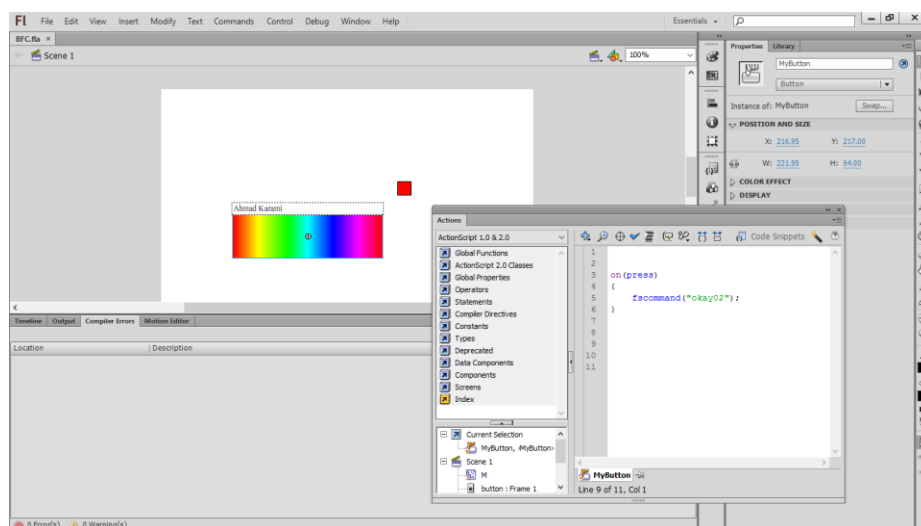 Fl File Edit View Insert Modify Text Commands Control Debug Window Help Essentials
BFC.fla ×
Scene 1 100%
Ahmad Karami
Properties Library
MyButton
Button
Instance of: MyButton Swap...
POSITION AND SIZE
X: 216.95 Y: 217.00
W: 221.95 H: 64.00
COLOR EFFECT
DISPLAY
Timeline Output Compiler Errors Motion Editor
Location Description
0 Error(s) 0 Warning(s)
Actions
ActionScript 1.0 & 2.0
Code Snippets
Global Functions
ActionScript 2.0 Classes
Global Properties
Operators
Statements
Compiler Directives
Constants
Types
Deprecated
Data Components
Components
Screens
Index
Current Selection
MyButton, ‹MyButton›
Scene 1
M
button : Frame 1
1
2
3 on(press)
4 {
5 fscommand("okay02");
6 }
7
8
9
10
11
MyButton
Line 9 of 11, Col 1